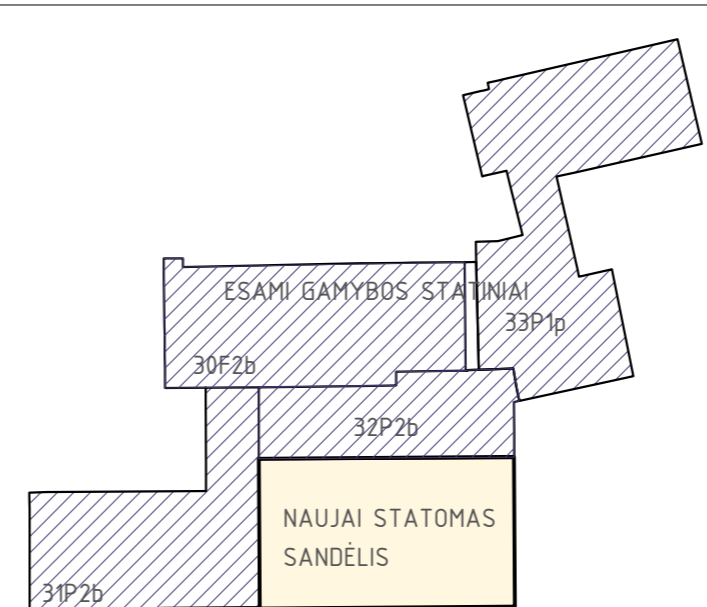 ESAMI GAMYBOS STATINIAI
33P1p
30F2b
32P2b
NAUJAI STATOMAS
SANDĖLIS
31P2b